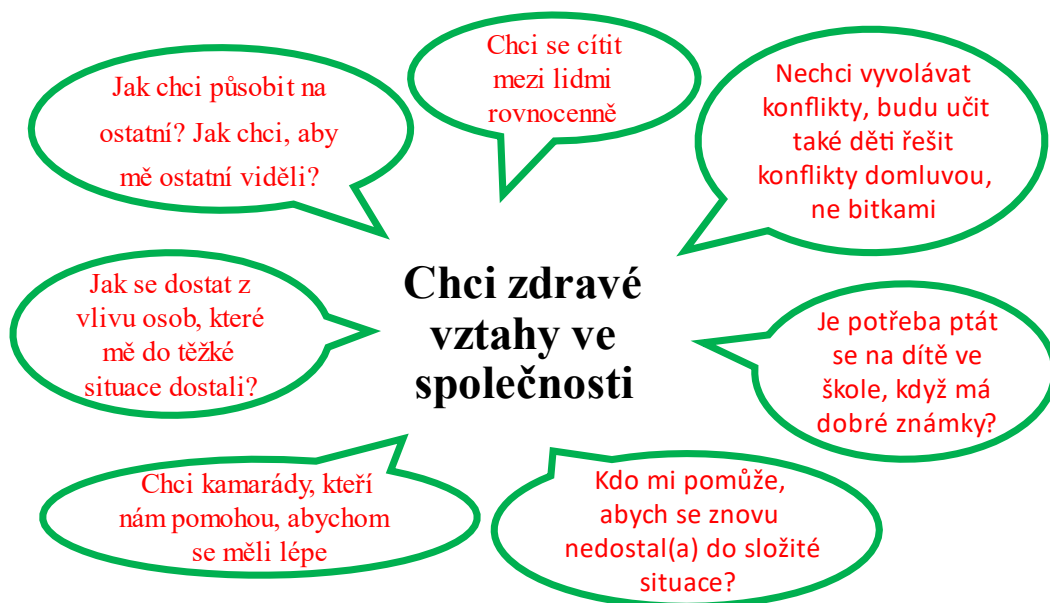 Jak chci působit na
ostatní? Jak chci, aby
mě ostatní viděli?
Chci se cítit
mezi lidmi
rovnocenně
Nechci vyvolávat
konflikty, budu učit
také děti řešit
konflikty domluvou,
ne bitkami
Jak se dostat z
vlivu osob, které
mě do těžké
situace dostali?
Chci zdravé
vztahy ve
společnosti
Je potřeba ptát
se na dítě ve
škole, když má
dobré známky?
Chci kamarády, kteří
nám pomohou, abychom
se měli lépe
Kdo mi pomůže,
abych se znovu
nedostal(a) do složité
situace?